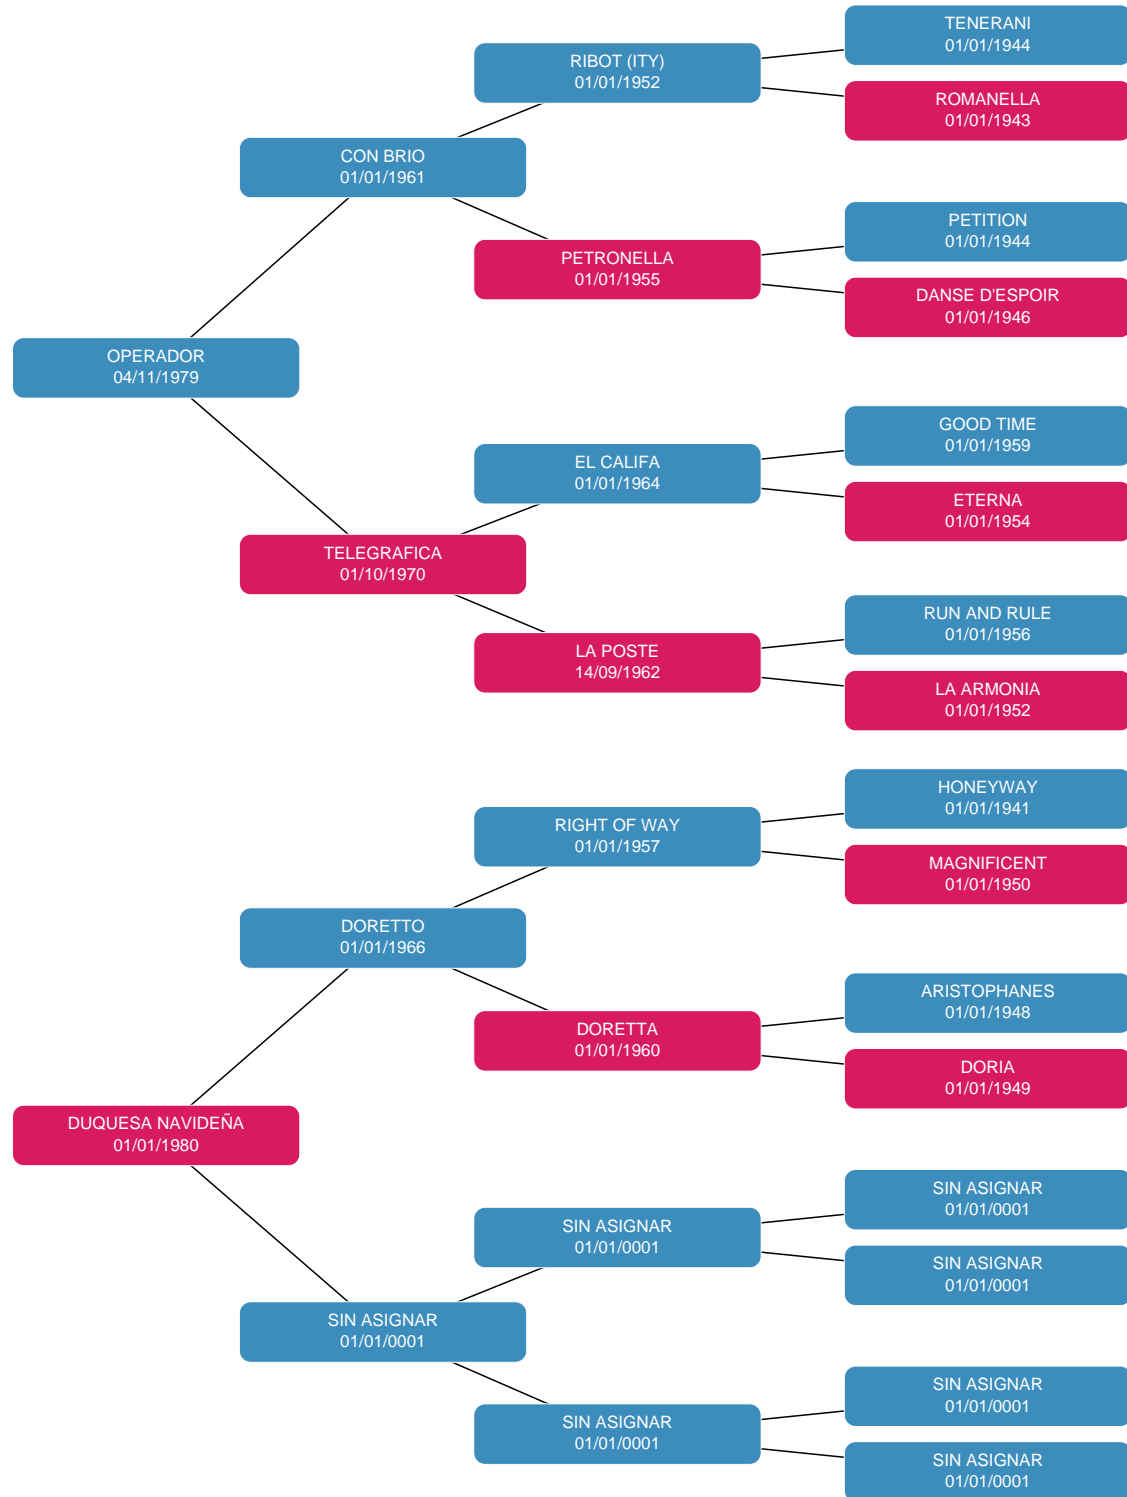 TENERANI
01/01/1944
RIBOT (ITY)
01/01/1952
ROMANELLA
01/01/1943
CON BRIO
01/01/1961
PETITION
01/01/1944
PETRONELLA
01/01/1955
DANSE D'ESPOIR
01/01/1946
OPERADOR
04/11/1979
GOOD TIME
01/01/1959
EL CALIFA
01/01/1964
ETERNA
01/01/1954
TELEGRAFICA
01/10/1970
RUN AND RULE
01/01/1956
LA POSTE
14/09/1962
LA ARMONIA
01/01/1952
HONEYWAY
01/01/1941
RIGHT OF WAY
01/01/1957
MAGNIFICENT
01/01/1950
DORETTO
01/01/1966
ARISTOPHANES
01/01/1948
DORETTA
01/01/1960
DORIA
01/01/1949
DUQUESA NAVIDEÑA
01/01/1980
SIN ASIGNAR
01/01/0001
SIN ASIGNAR
01/01/0001
SIN ASIGNAR
01/01/0001
SIN ASIGNAR
01/01/0001
SIN ASIGNAR
01/01/0001
SIN ASIGNAR
01/01/0001
SIN ASIGNAR
01/01/0001